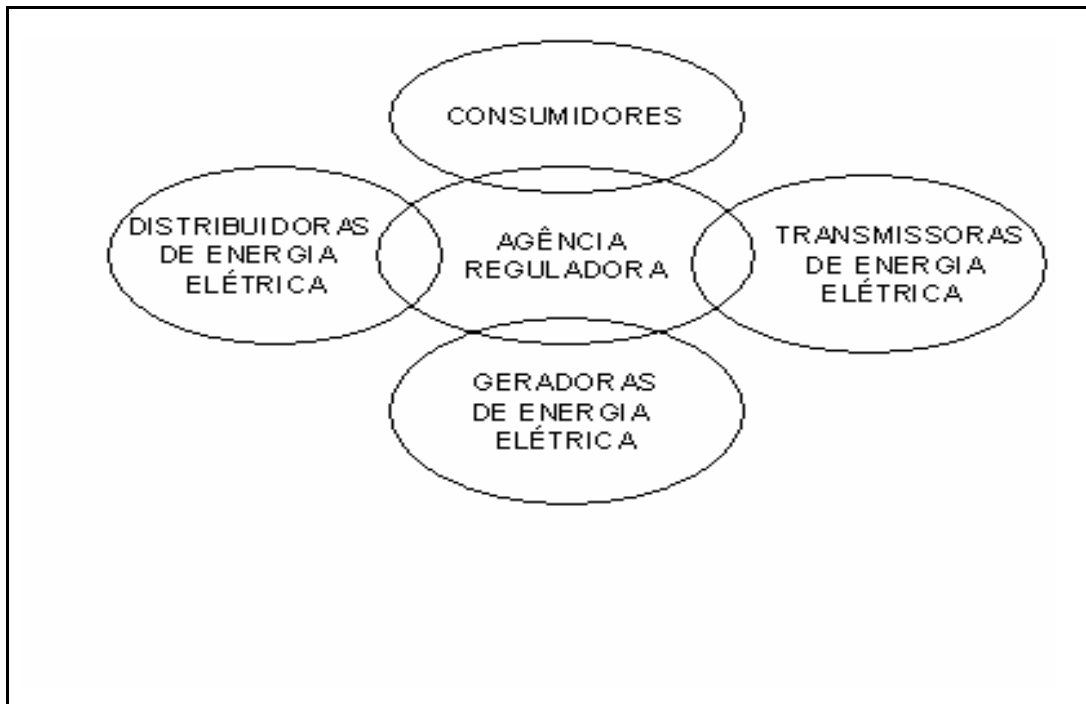 CONSUMIDORES
DISTRIBUIDORAS
DE ENERGIA
ELÉTRICA
AGÊNCIA
REGULADORA
TRANSMISSORAS
DE ENERGIA
ELÉTRICA
GERADORAS
DE ENERGIA
ELÉTRICA